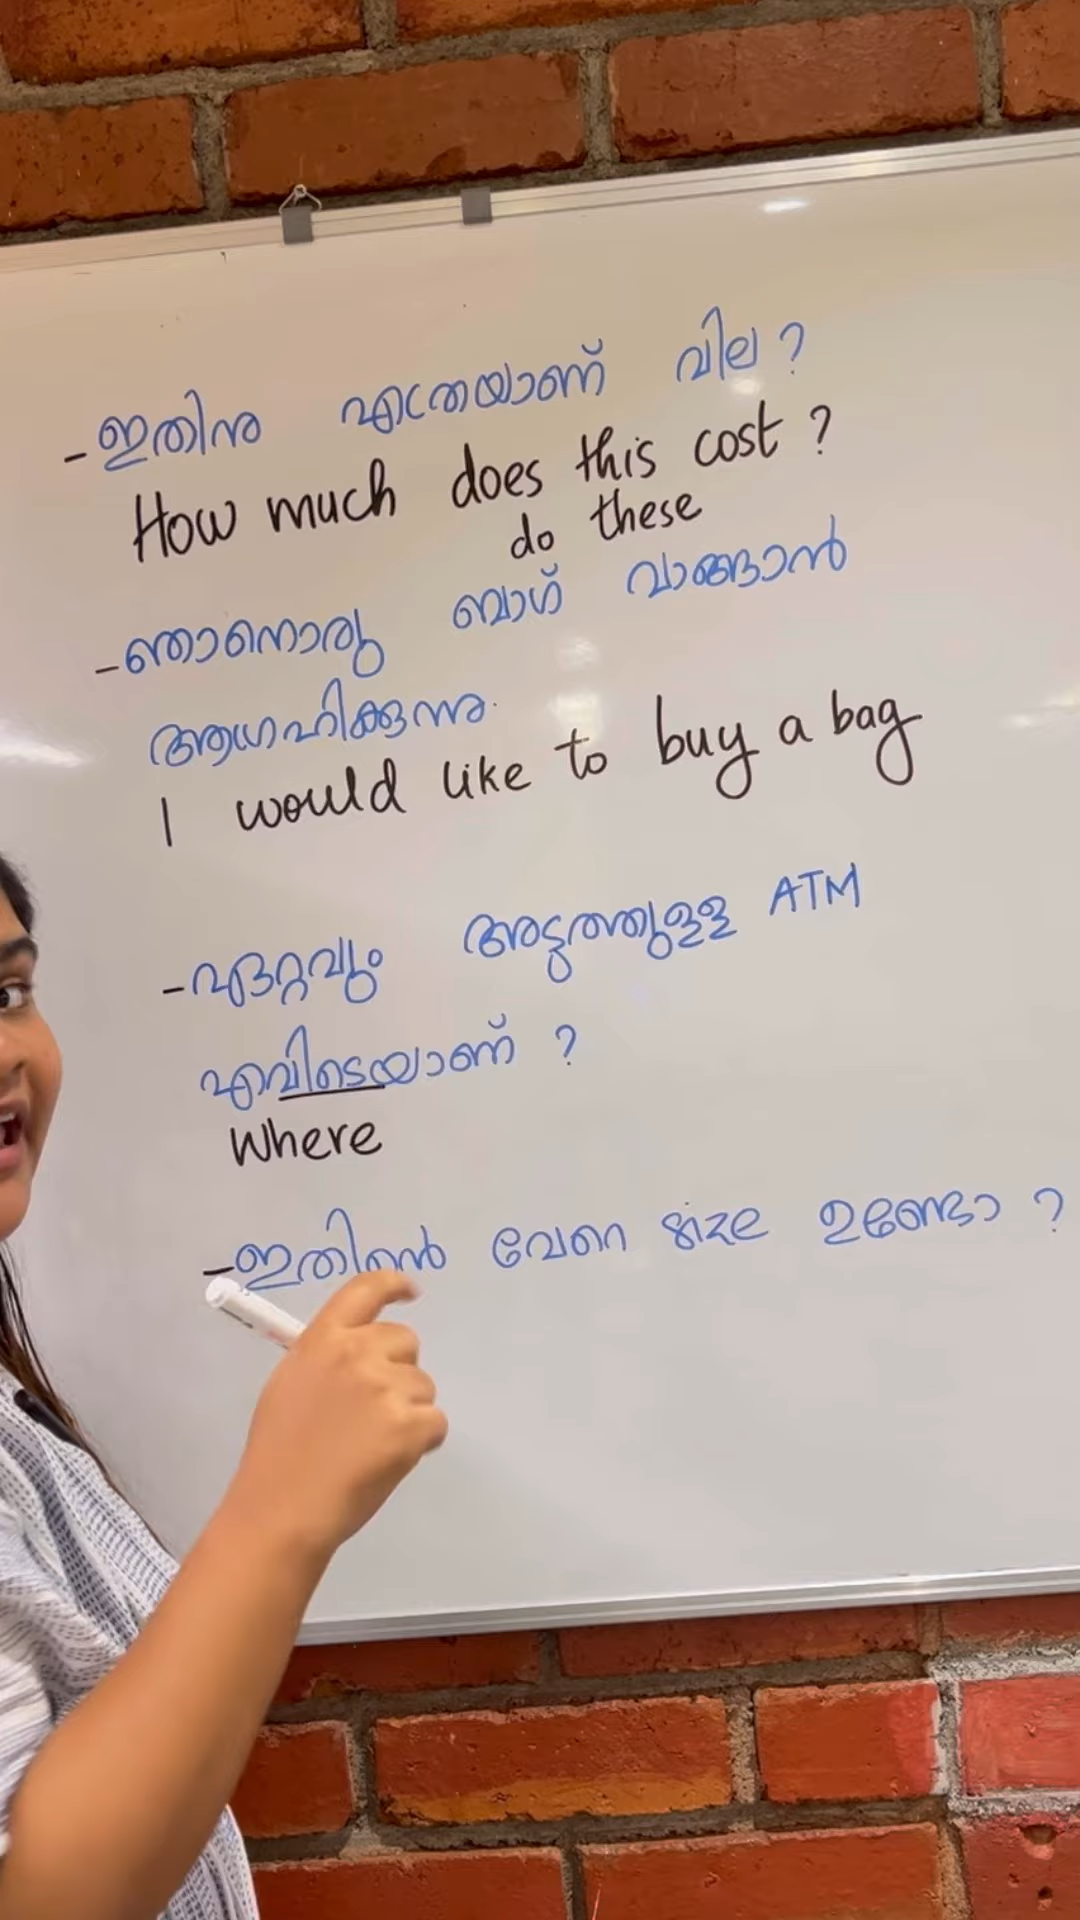 - ഇതിനു എത്രയാണ് വില ?
How much does this cost ?
do these
- ഞാനൊരു ബാഗ് വാങ്ങാൻ
ആഗ്രഹിക്കുന്നു.
I would like to buy a bag
- ഏറ്റവും അടുത്തുള്ള ATM
എവിടെയാണ് ?
Where
- ഇതിൻ്റെ വേറെ size ഉണ്ടോ ?